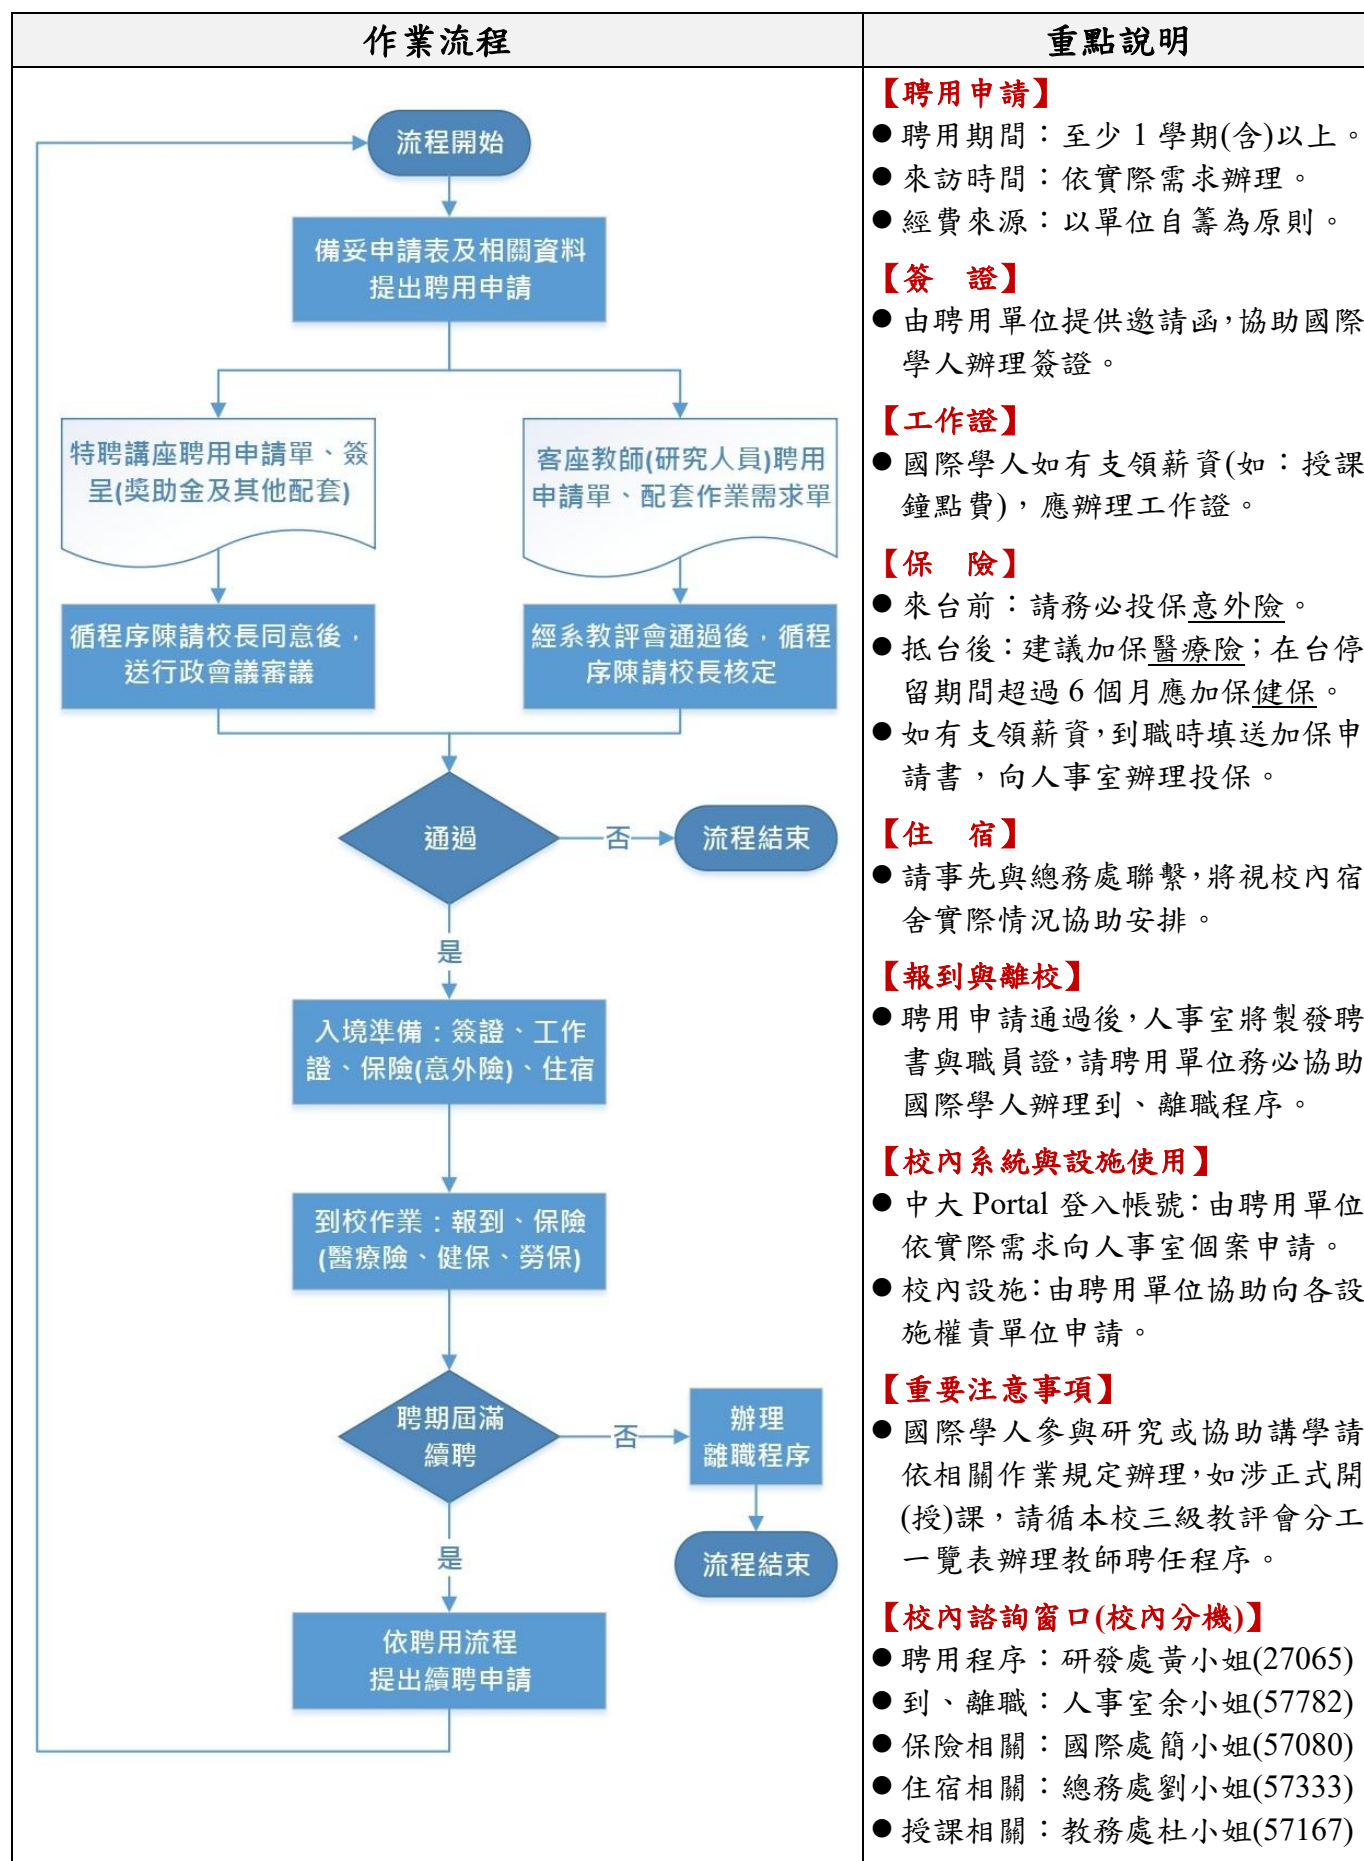 作業流程
流程開始
備妥申請表及相關資料
提出聘用申請
特聘講座聘用申請單、簽
呈(獎助金及其他配套)
客座教師(研究人員)聘用
申請單、配套作業需求單
循程序陳請校長同意後，
送行政會議審議
經系教評會通過後，循程
序陳請校長核定
通過
否
流程結束
是
入境準備：簽證、工作
證、保險(意外險)、住宿
到校作業：報到、保險
(醫療險、健保、勞保)
聘期屆滿
續聘
否
辦理
離職程序
流程結束
是
依聘用流程
提出續聘申請
重點說明
【聘用申請】
●聘用期間：至少 1 學期(含)以上。
●來訪時間：依實際需求辦理。
●經費來源：以單位自籌為原則。
【簽　證】
●由聘用單位提供邀請函，協助國際
學人辦理簽證。
【工作證】
●國際學人如有支領薪資(如：授課
鐘點費)，應辦理工作證。
【保　險】
●來台前：請務必投保意外險。
●抵台後：建議加保醫療險；在台停
留期間超過 6 個月應加保健保。
●如有支領薪資，到職時填送加保申
請書，向人事室辦理投保。
【住　宿】
●請事先與總務處聯繫，將視校內宿
舍實際情況協助安排。
【報到與離校】
●聘用申請通過後，人事室將製發聘
書與職員證，請聘用單位務必協助
國際學人辦理到、離職程序。
【校內系統與設施使用】
●中大 Portal 登入帳號：由聘用單位
依實際需求向人事室個案申請。
●校內設施：由聘用單位協助向各設
施權責單位申請。
【重要注意事項】
●國際學人參與研究或協助講學請
依相關作業規定辦理，如涉正式開
(授)課，請循本校三級教評會分工
一覽表辦理教師聘任程序。
【校內諮詢窗口(校內分機)】
●聘用程序：研發處黃小姐(27065)
●到、離職：人事室余小姐(57782)
●保險相關：國際處簡小姐(57080)
●住宿相關：總務處劉小姐(57333)
●授課相關：教務處杜小姐(57167)